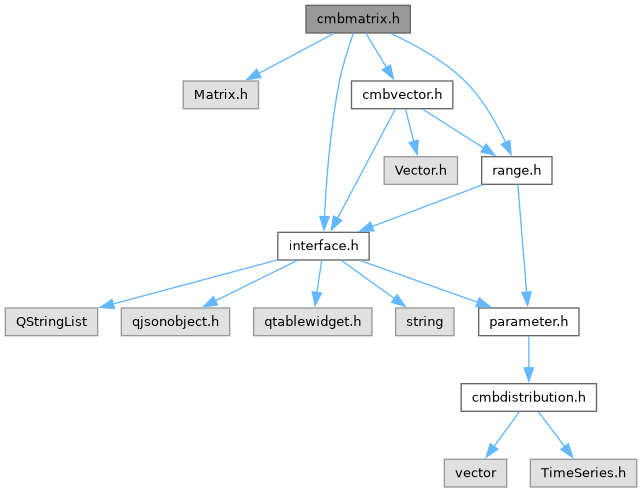 cmbmatrix.h
Matrix.h
cmbvector.h
Vector.h
range.h
interface.h
QStringList
qjsonobject.h
qtablewidget.h
string
parameter.h
cmbdistribution.h
vector
TimeSeries.h